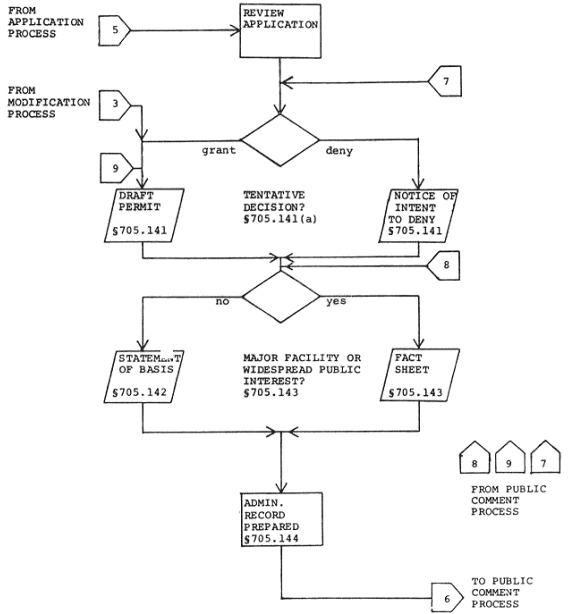 FROM
APPLICATION
PROCESS
5
REVIEW
APPLICATION
7
FROM
MODIFICATION
PROCESS
3
grant
deny
9
DRAFT
PERMIT
§705.141
TENTATIVE
DECISION?
§705.141(a)
NOTICE OF
INTENT
TO DENY
§705.141
8
no
yes
STATEMENT
OF BASIS
§705.142
MAJOR FACILITY OR
WIDESPREAD PUBLIC
INTEREST?
§705.143
FACT
SHEET
§705.143
8 9 7
FROM PUBLIC
COMMENT
PROCESS
ADMIN.
RECORD
PREPARED
§705.144
6
TO PUBLIC
COMMENT
PROCESS